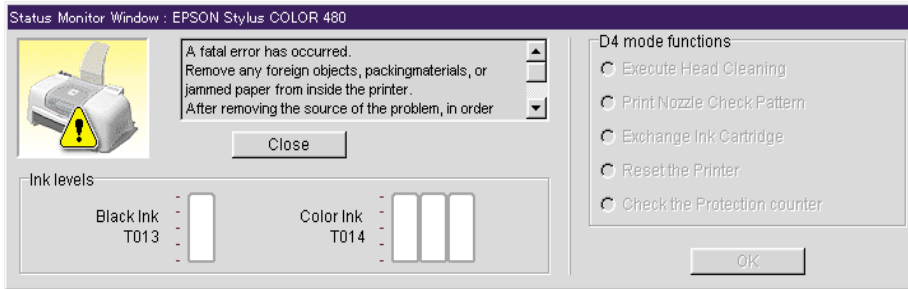 Status Monitor Window : EPSON Stylus COLOR 480
A fatal error has occurred.
Remove any foreign objects, packingmaterials, or
jammed paper from inside the printer.
After removing the source of the problem, in order
Close
Ink levels
Black Ink
T013
Color Ink
T014
D4 mode functions
Execute Head Cleaning
Print Nozzle Check Pattern
Exchange Ink Cartridge
Reset the Printer
Check the Protection counter
OK